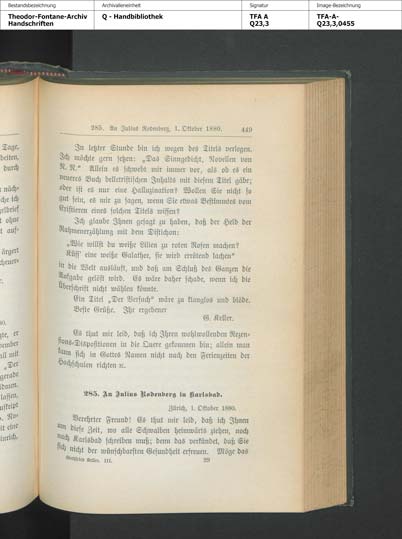 Bestandsbezeichnung
Archivalieneinheit
Signatur
Image-Bezeichnung
Theodor-Fontane-Archiv
Handschriften
Q - Handbibliothek
TFA A
Q23,3
TFA-A-
Q23,3,0455
285. An Julius Rodenberg, 1. Oktober 1880. 449
In letzter Stunde bin ich wegen des Titels verlegen.
Ich möchte gern setzen: „Das Sinngedicht, Novellen von
N. N.“ Allein es schwebt mir immer vor, als ob es ein
neueres Buch belletristischen Inhalts mit diesem Titel gäbe;
oder ist es nur eine Halluzination? Wollen Sie nicht so
gut sein, es mir zu sagen, wenn Sie etwas Bestimmtes vom
Existieren eines solchen Titels wissen?
Ich glaube Ihnen gesagt zu haben, daß der Held der
Rahmenerzählung mit dem Distichon:
„Wie willst du weiße Lilien zu roten Rosen machen?
Küss' eine weiße Galathee, sie wird errötend lachen“
in die Welt ausläuft, und daß am Schluß des Ganzen die
Aufgabe gelöst wird. Es wäre daher schade, wenn ich die
Überschrift nicht wählen könnte.
Ein Titel „Der Versuch“ wäre zu klanglos und blöde.
Beste Grüße. Ihr ergebener
G. Keller.
Es thut mir leid, daß ich Ihren wohlwollenden Rezen-
sions-Dispositionen in die Quere gekommen bin; allein man
kann sich in Gottes Namen nicht nach den Ferienzeiten der
Hochschulen richten ꝛc.
285. An Julius Rodenberg in Karlsbad.
Zürich, 1. Oktober 1880.
Verehrter Freund! Es thut mir leid, daß ich Ihnen
um diese Zeit, wo alle Schwalben heimwärts ziehen, noch
nach Karlsbad schreiben muß; denn das verkündet, daß Sie
sich nicht der wünschbarsten Gesundheit erfreuen. Möge das
Gottfried Keller. III. 29